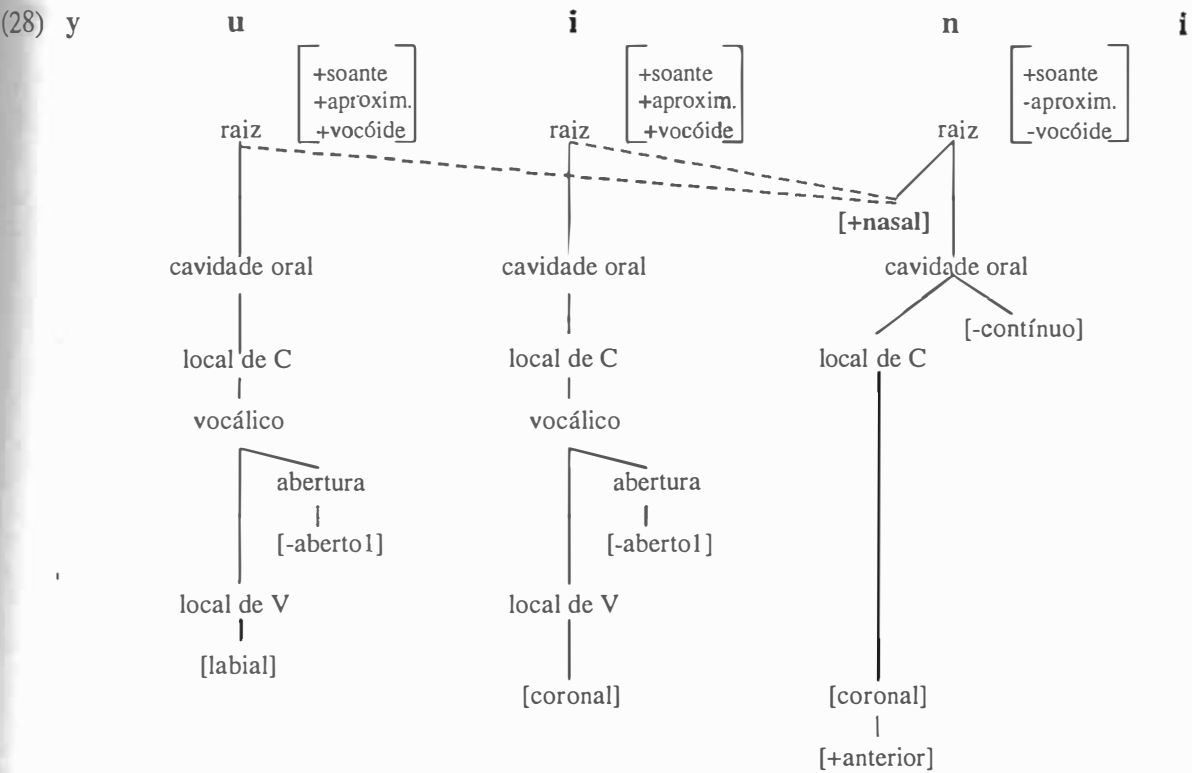 (28) y u i n i
+soante +soante +soante
+aproxim. +aproxim. -aproxim.
raiz +vocóide raiz +vocóide raiz -vocóide
[+nasal]
cavidade oral cavidade oral cavidade oral
[-contínuo]
local de C local de C local de C
vocálico vocálico
abertura abertura
[-aberto1] [-aberto1]
local de V local de V
[labial]
[coronal] [coronal]
[+anterior]